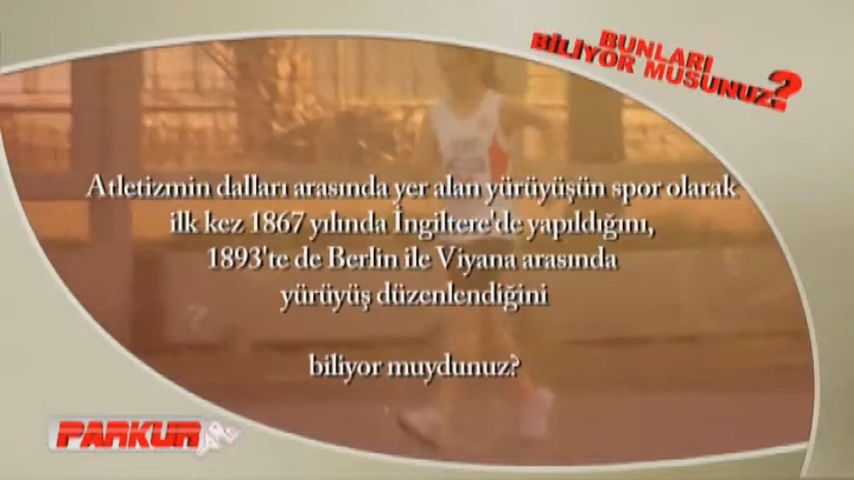 BUNLARI
BİLİYOR MUSUNUZ?
Atletizmin dalları arasında yer alan yürüyüşün spor olarak
ilk kez 1867 yılında İngiltere'de yapıldığını,
1893'te de Berlin ile Viyana arasında
yürüyüş düzenlendiğini
biliyor muydunuz?
PARKUR